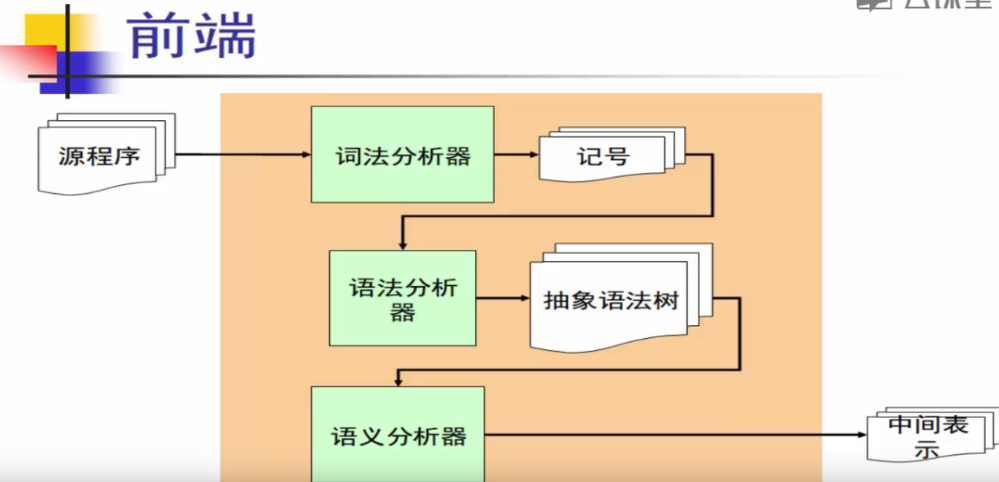 前端
源程序
词法分析器
记号
语法分析
器
抽象语法树
语义分析器
中间表
示